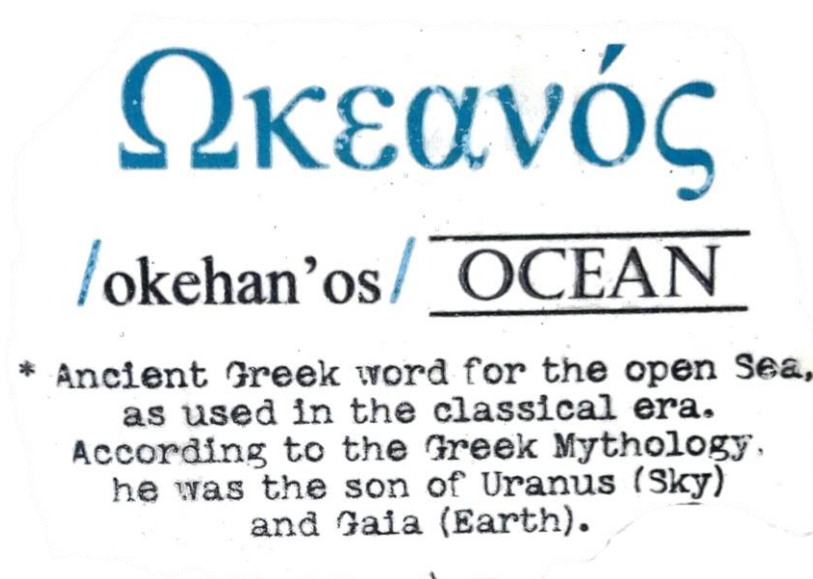 Ωκεανός
/okehan'os/ OCEAN
* Ancient Greek word for the open Sea,
as used in the classical era.
According to the Greek Mythology,
he was the son of Uranus (Sky)
and Gaia (Earth).